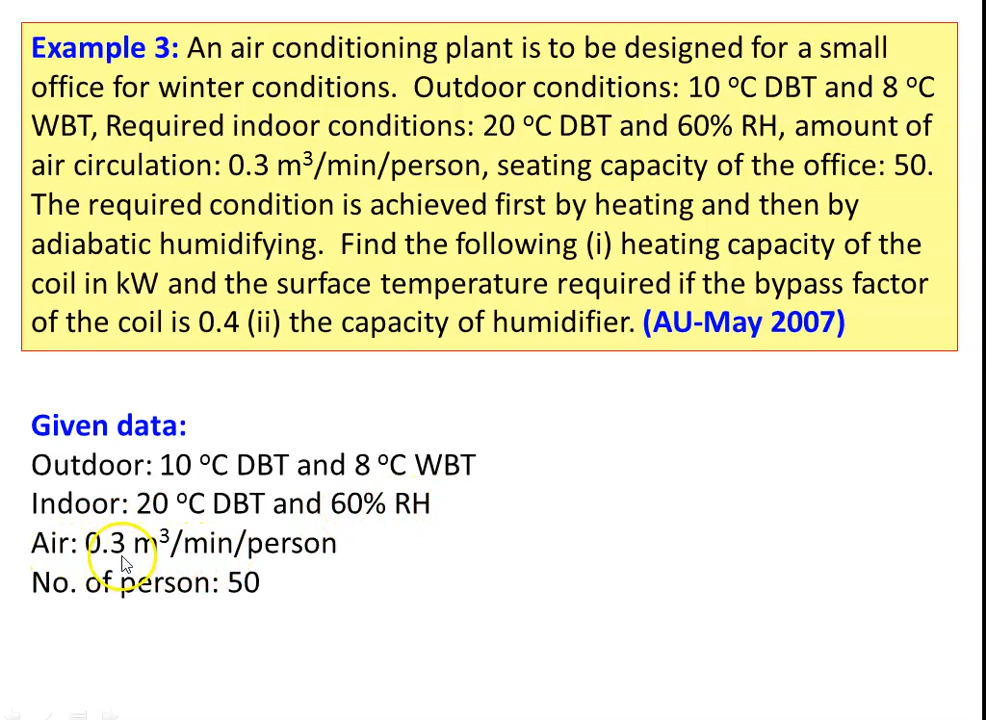 Example 3: An air conditioning plant is to be designed for a small
office for winter conditions. Outdoor conditions: 10 ºC DBT and 8 ºC
WBT, Required indoor conditions: 20 ºC DBT and 60% RH, amount of
air circulation: 0.3 m³/min/person, seating capacity of the office: 50.
The required condition is achieved first by heating and then by
adiabatic humidifying. Find the following (i) heating capacity of the
coil in kW and the surface temperature required if the bypass factor
of the coil is 0.4 (ii) the capacity of humidifier. (AU-May 2007)
Given data:
Outdoor: 10 ºC DBT and 8 ºC WBT
Indoor: 20 ºC DBT and 60% RH
Air: 0.3 m³/min/person
No. of person: 50